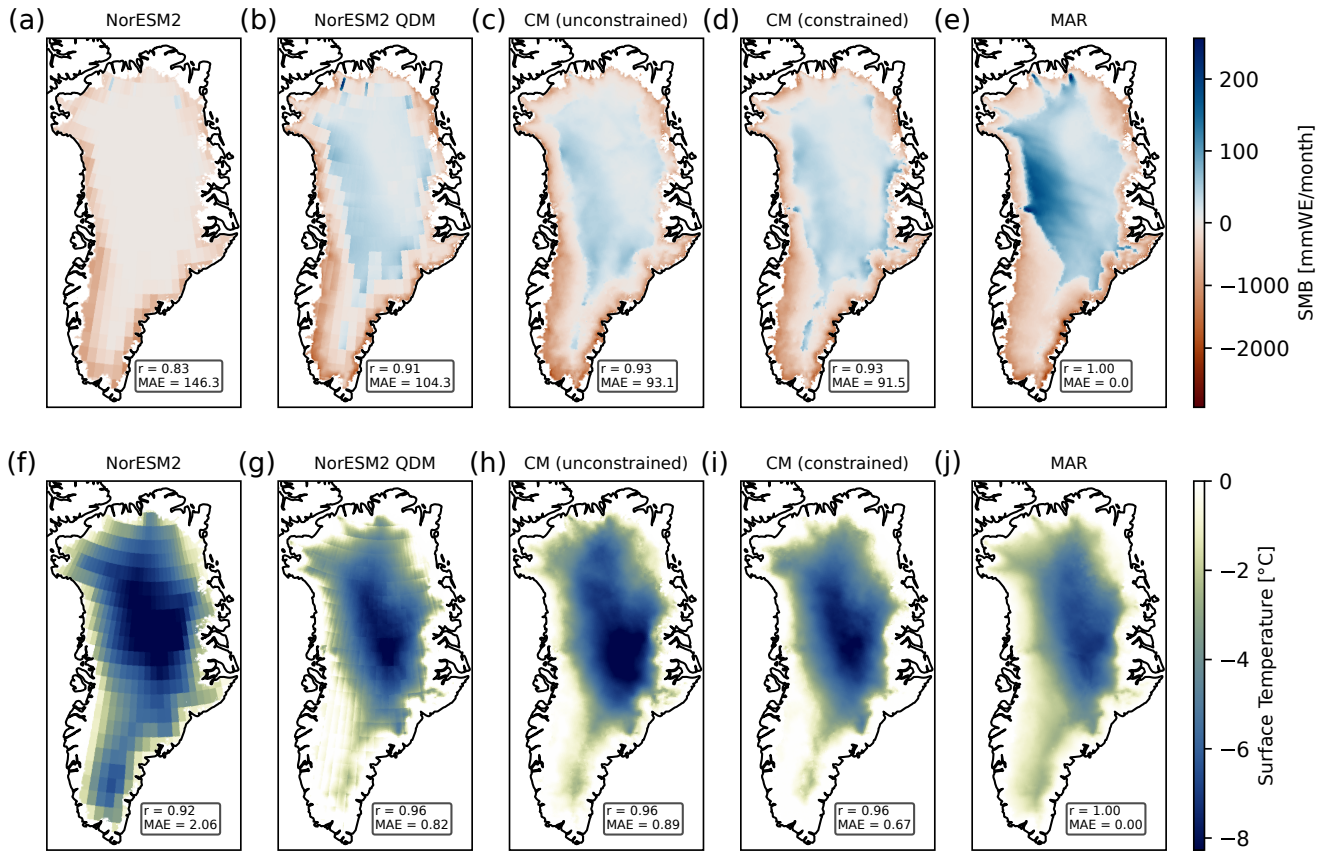 (a) NorESM2
(b) NorESM2 QDM
(c) CM (unconstrained)
(d) CM (constrained)
(e) MAR
r = 0.83
MAE = 146.3
r = 0.91
MAE = 104.3
r = 0.93
MAE = 93.1
r = 0.93
MAE = 91.5
r = 1.00
MAE = 0.0
200
100
0
−1000
−2000
SMB [mmWE/month]
(f) NorESM2
(g) NorESM2 QDM
(h) CM (unconstrained)
(i) CM (constrained)
(j) MAR
r = 0.92
MAE = 2.06
r = 0.96
MAE = 0.82
r = 0.96
MAE = 0.89
r = 0.96
MAE = 0.67
r = 1.00
MAE = 0.00
0
−2
−4
−6
−8
Surface Temperature [°C]